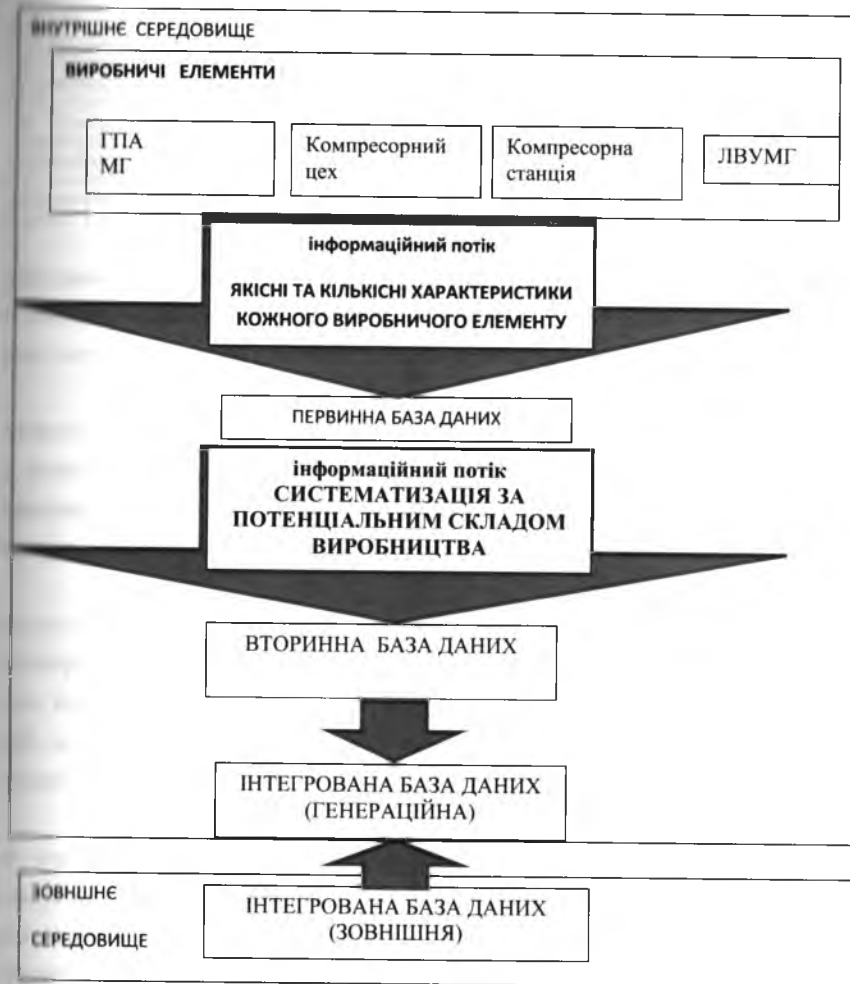 ВНУТРІШНЄ СЕРЕДОВИЩЕ
ВИРОБНИЧІ ЕЛЕМЕНТИ
ГПА
МГ
Компресорний
цех
Компресорна
станція
ЛВУМГ
інформаційний потік
ЯКІСНІ ТА КІЛЬКІСНІ ХАРАКТЕРИСТИКИ
КОЖНОГО ВИРОБНИЧОГО ЕЛЕМЕНТУ
ПЕРВИННА БАЗА ДАНИХ
інформаційний потік
СИСТЕМАТИЗАЦІЯ ЗА
ПОТЕНЦІАЛЬНИМ СКЛАДОМ
ВИРОБНИЦТВА
ВТОРИННА БАЗА ДАНИХ
ІНТЕГРОВАНА БАЗА ДАНИХ
(ГЕНЕРАЦІЙНА)
ЗОВНШНЄ
СЕРЕДОВИЩЕ
ІНТЕГРОВАНА БАЗА ДАНИХ
(ЗОВНІШНЯ)